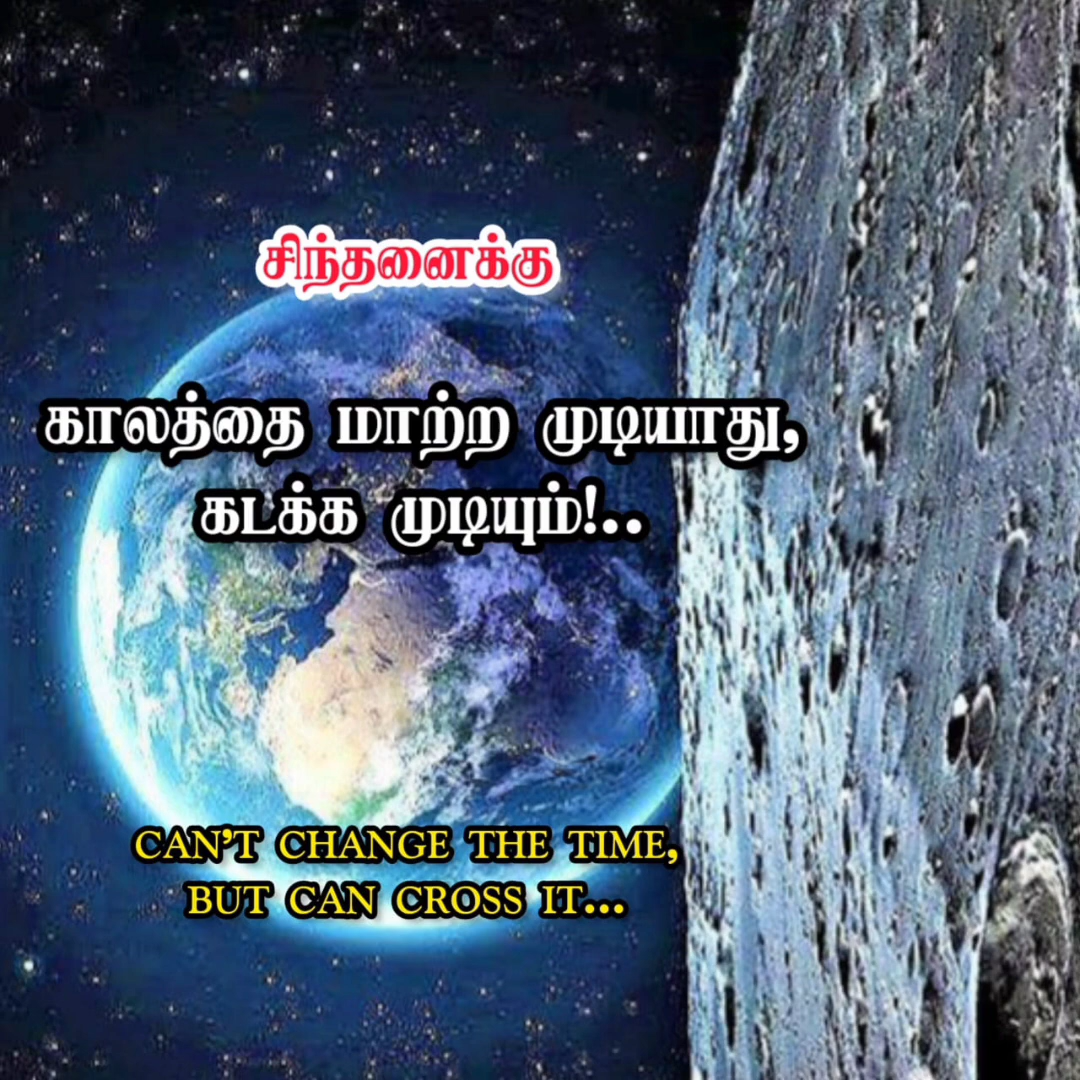 சிந்தனைக்கு
காலத்தை மாற்ற முடியாது,
கடக்க முடியும்!..
CAN'T CHANGE THE TIME,
BUT CAN CROSS IT...